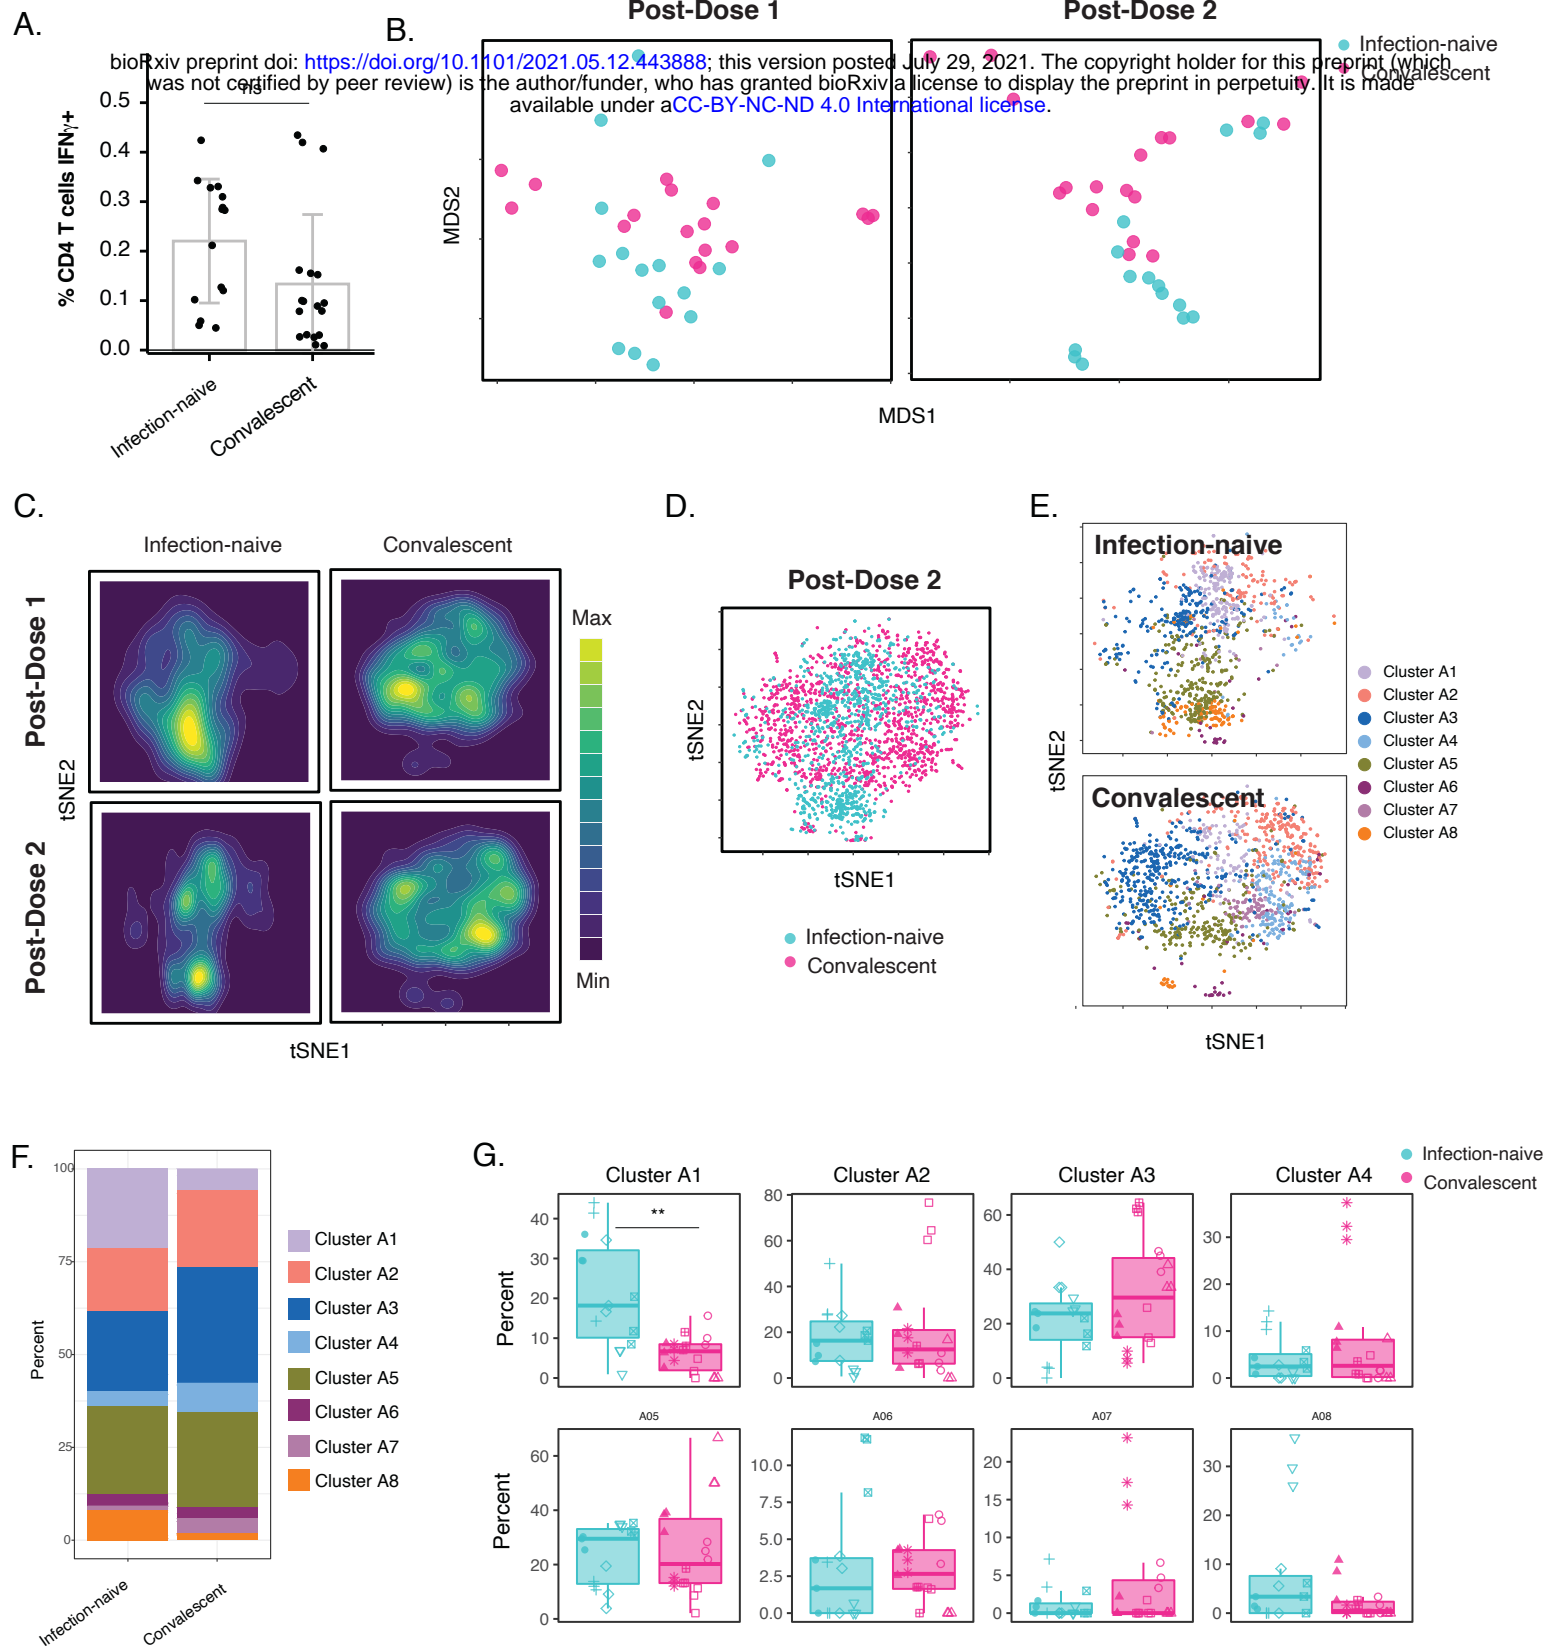 A.
B.
Post-Dose 1
Post-Dose 2
bioRxiv preprint doi: https://doi.org/10.1101/2021.05.12.443888; this version posted July 29, 2021. The copyright holder for this preprint (which
was not certified by peer review) is the author/funder, who has granted bioRxiv a license to display the preprint in perpetuity. It is made
available under aCC-BY-NC-ND 4.0 International license.
Infection-naive
Convalescent
ns
% CD4 T cells IFNγ+
0.5
0.4
0.3
0.2
0.1
0.0
Infection-naive
Convalescent
MDS2
MDS1
C.
D.
E.
Infection-naive
Convalescent
Post-Dose 1
Post-Dose 2
tSNE2
tSNE1
Max
Min
Post-Dose 2
tSNE2
tSNE1
Infection-naive
Convalescent
Infection-naive
Convalescent
tSNE2
tSNE1
Cluster A1
Cluster A2
Cluster A3
Cluster A4
Cluster A5
Cluster A6
Cluster A7
Cluster A8
F.
Percent
100
75
50
25
0
Infection-naive
Convalescent
Cluster A1
Cluster A2
Cluster A3
Cluster A4
Cluster A5
Cluster A6
Cluster A7
Cluster A8
G.
Infection-naive
Convalescent
Cluster A1
Cluster A2
Cluster A3
Cluster A4
Percent
40
30
20
10
0
**
80
60
40
20
0
60
40
20
0
30
20
10
0
A05
A06
A07
A08
Percent
60
40
20
0
10.0
7.5
5.0
2.5
0.0
20
15
10
5
0
30
20
10
0